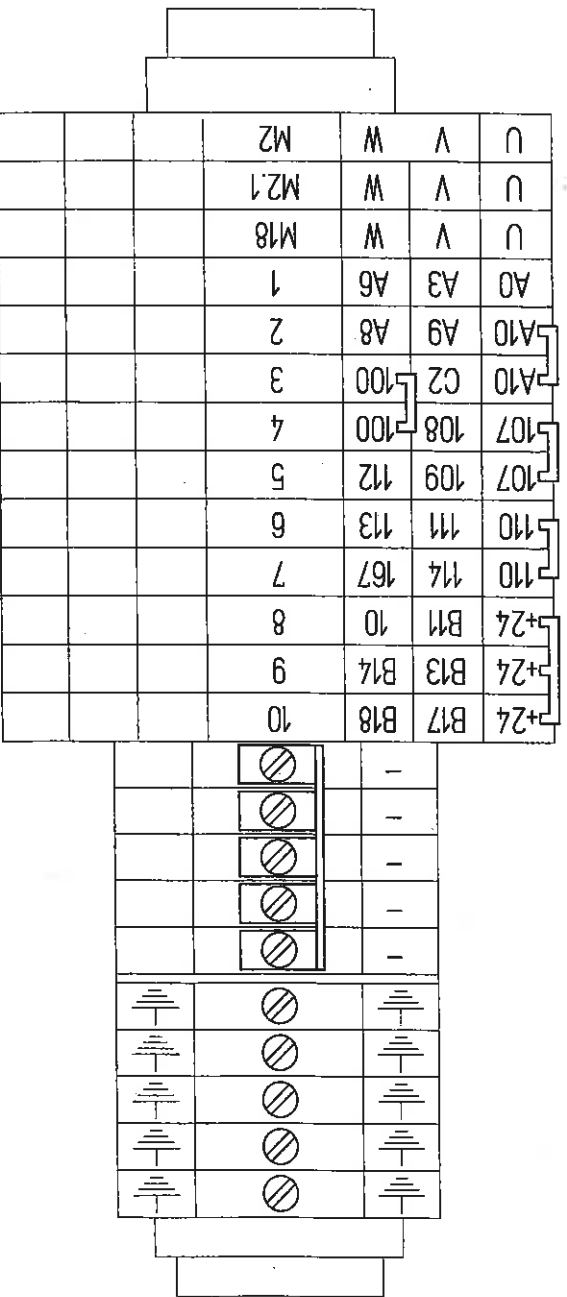 -
-
-
-
-
+24 B17 B18 10
+24 B13 B14 9
+24 B11 10 8
110 114 167 7
110 111 113 6
107 109 112 5
107 108 100 4
A10 C2 100 3
A10 A9 A8 2
A0 A3 A6 1
U V W M18
U V W M2.1
U V W M2